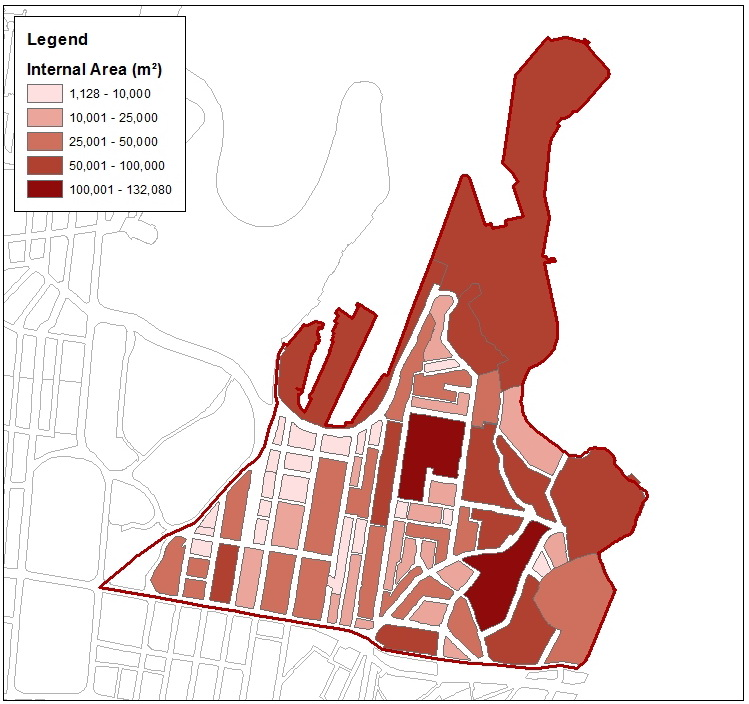 Legend
Internal Area (m²)
1,128 - 10,000
10,001 - 25,000
25,001 - 50,000
50,001 - 100,000
100,001 - 132,080